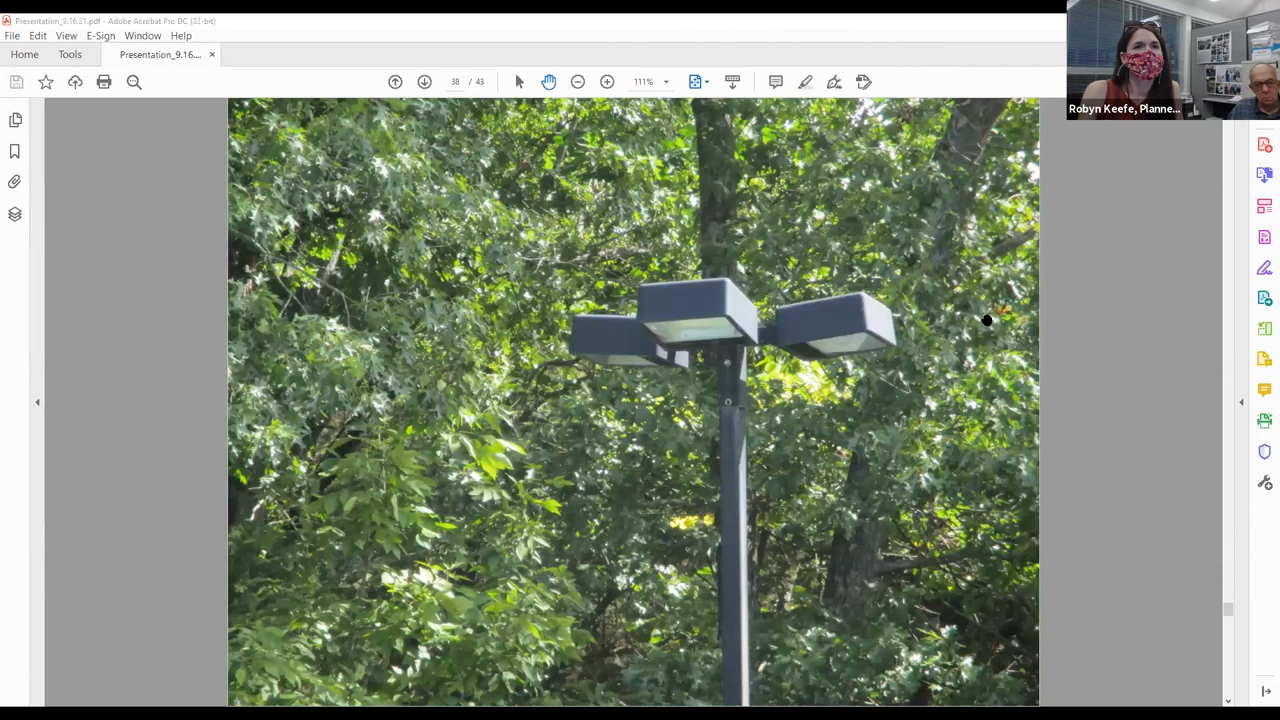 Presentation_9.16.21.pdf - Adobe Acrobat Pro DC (32-bit)
File Edit View E-Sign Window Help
Home Tools Presentation_9.16.... ×
38 / 43 111%
Robyn Keefe, Planne...